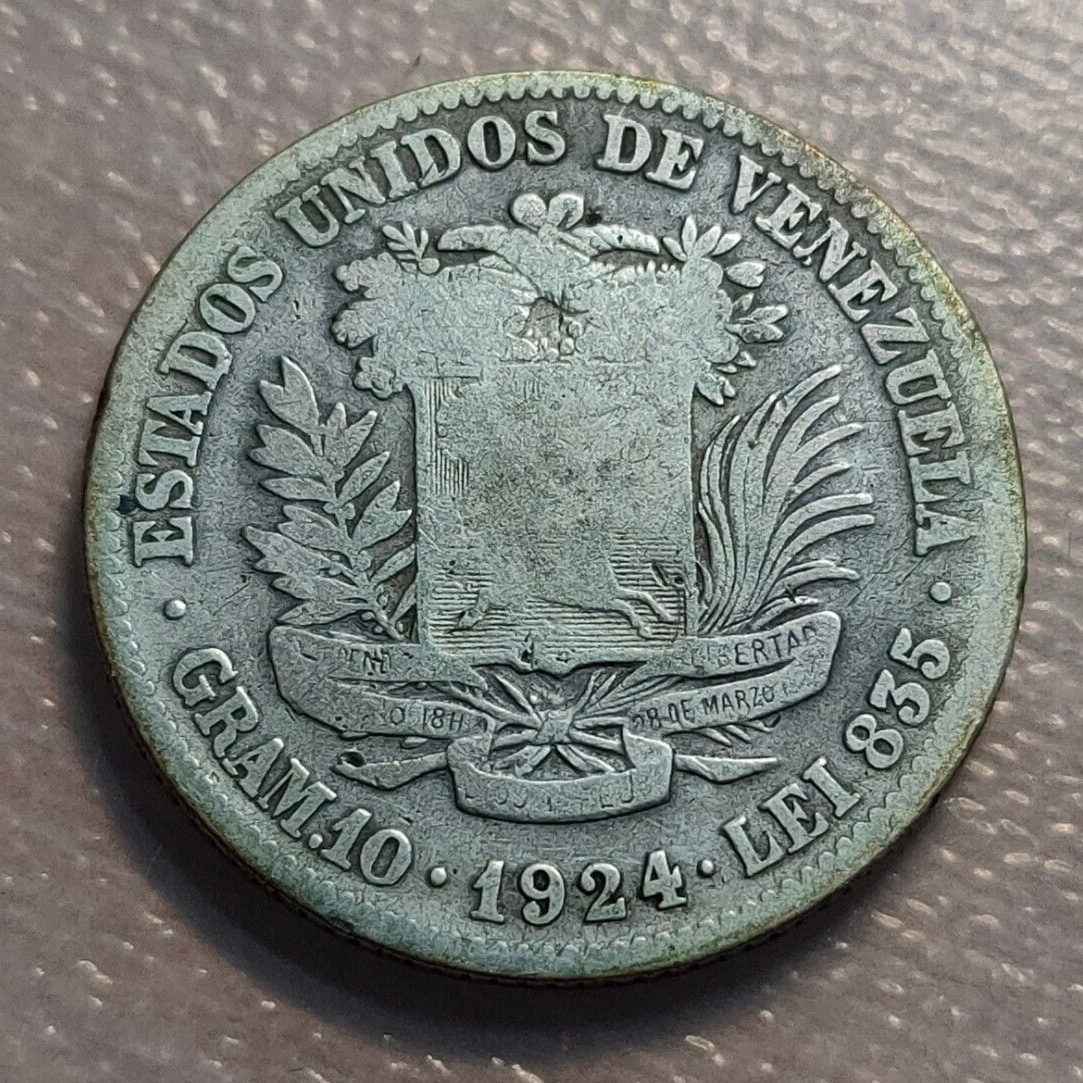 ESTADOS UNIDOS DE VENEZUELA
LIBERTAD
28 DE MARZO
GRAM.10 · 1924 · LEI 835